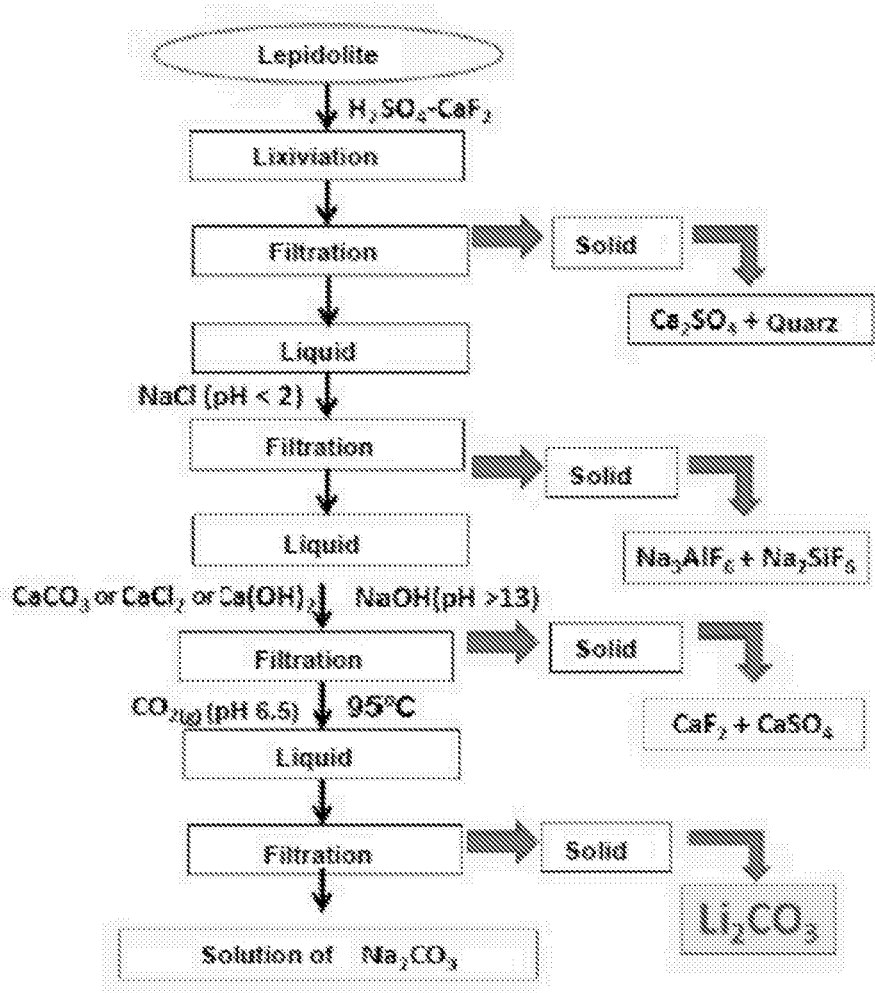 Lepidolite
H₂SO₄-CaF₂
Lixiviation
Filtration
Solid
Ca₂SO₄ + Quarz
Liquid
NaCl (pH < 2)
Filtration
Solid
Na₃AlF₆ + Na₂SiF₆
Liquid
CaCO₃ or CaCl₂ or Ca(OH)₂ NaOH(pH >13)
Filtration
Solid
CaF₂ + CaSO₄
CO₂₍g₎ (pH 6.5) 95°C
Liquid
Filtration
Solid
Li₂CO₃
Solution of Na₂CO₃